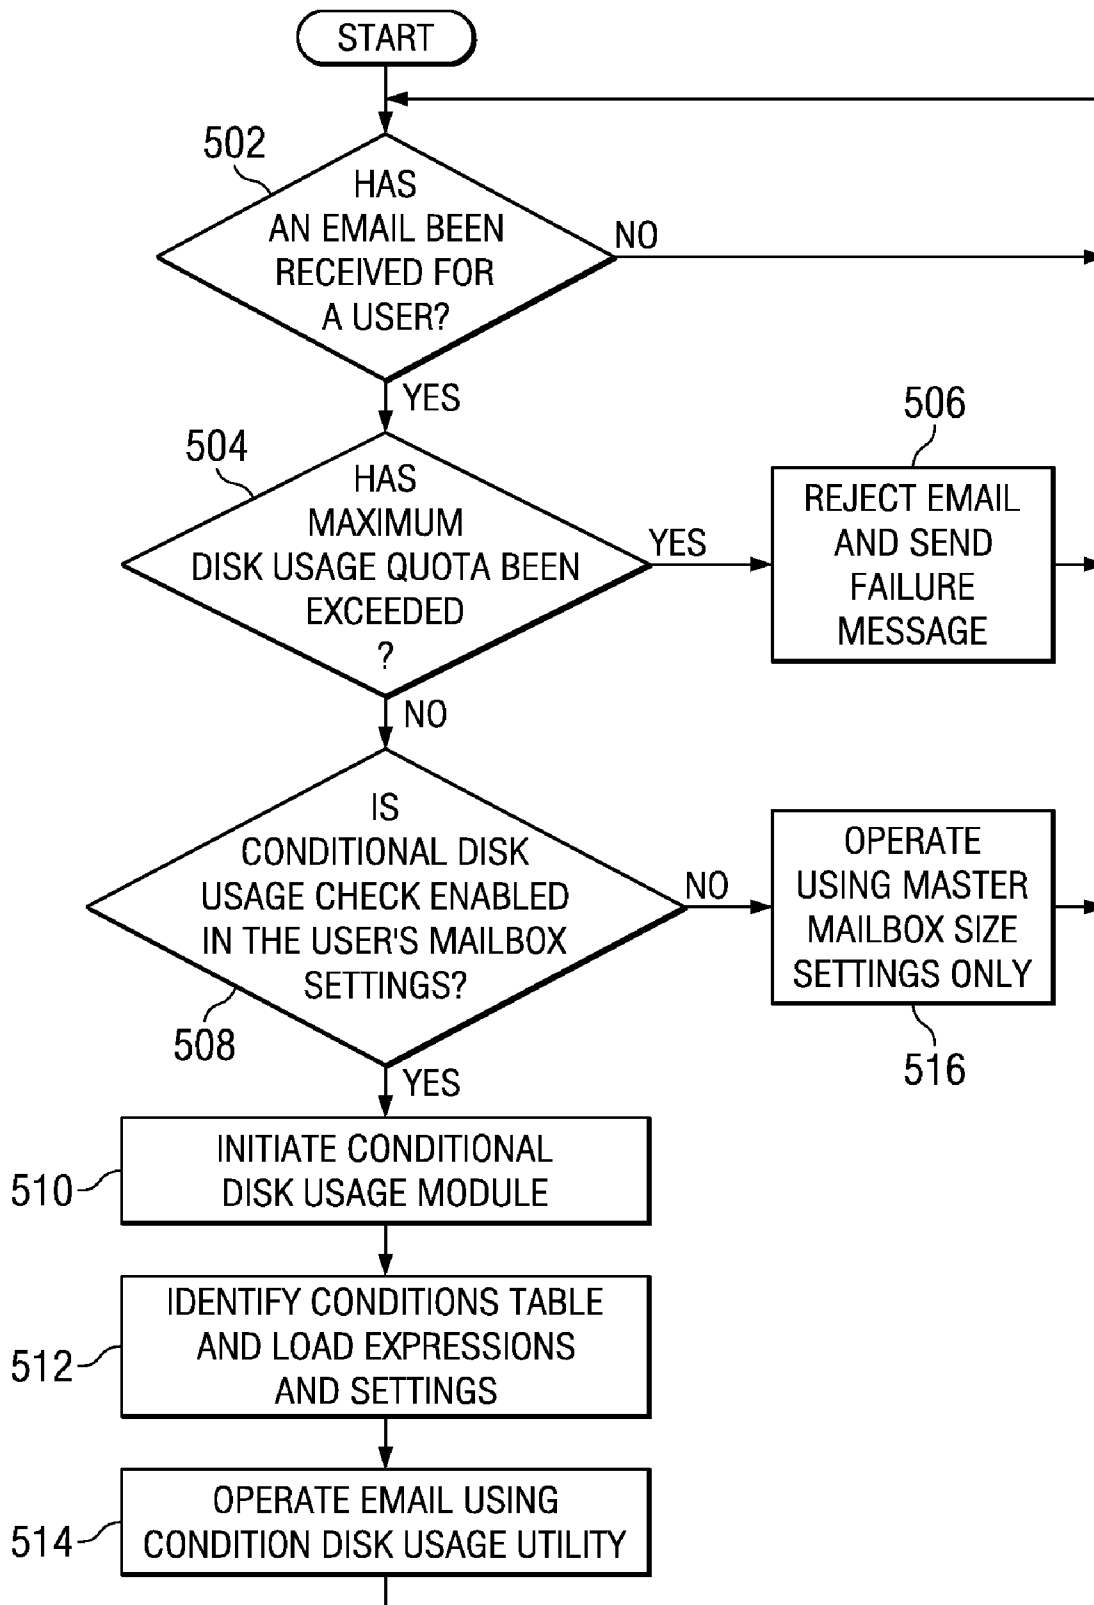 START
502
HAS
AN EMAIL BEEN
RECEIVED FOR
A USER?
NO
YES
504
HAS
MAXIMUM
DISK USAGE QUOTA BEEN
EXCEEDED
?
YES
506
REJECT EMAIL
AND SEND
FAILURE
MESSAGE
NO
IS
CONDITIONAL DISK
USAGE CHECK ENABLED
IN THE USER'S MAILBOX
SETTINGS?
508
NO
OPERATE
USING MASTER
MAILBOX SIZE
SETTINGS ONLY
516
YES
510
INITIATE CONDITIONAL
DISK USAGE MODULE
512
IDENTIFY CONDITIONS TABLE
AND LOAD EXPRESSIONS
AND SETTINGS
514
OPERATE EMAIL USING
CONDITION DISK USAGE UTILITY